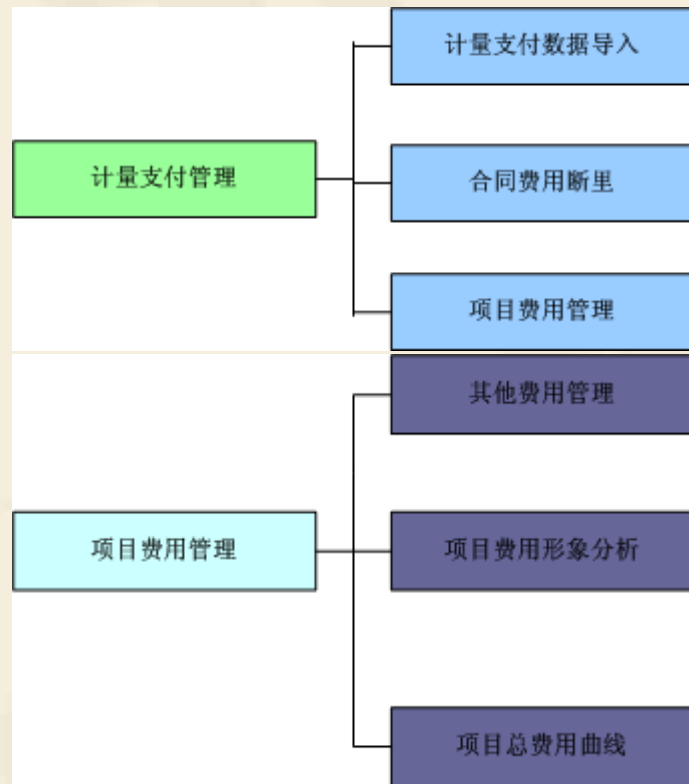 计量支付数据导入
计量支付管理
合同费用断里
项目费用管理
其他费用管理
项目费用管理
项目费用形象分析
项目总费用曲线